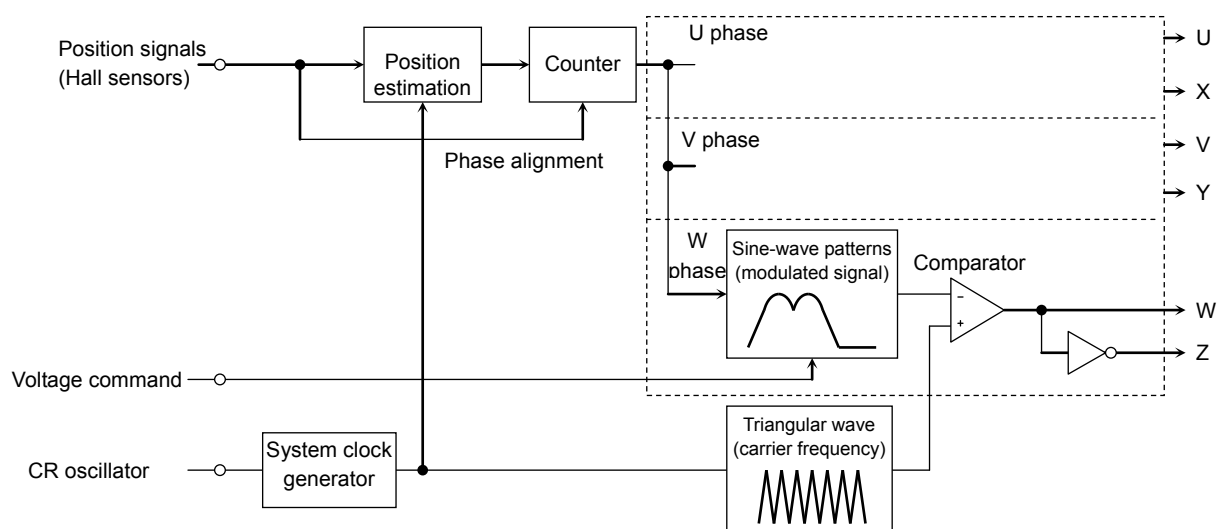 Position signals
(Hall sensors)
Position
estimation
Counter
Phase alignment
U phase
U
X
V phase
V
Y
W
phase
Sine-wave patterns
(modulated signal)
Comparator
−
+
W
Z
Voltage command
CR oscillator
System clock
generator
Triangular wave
(carrier frequency)